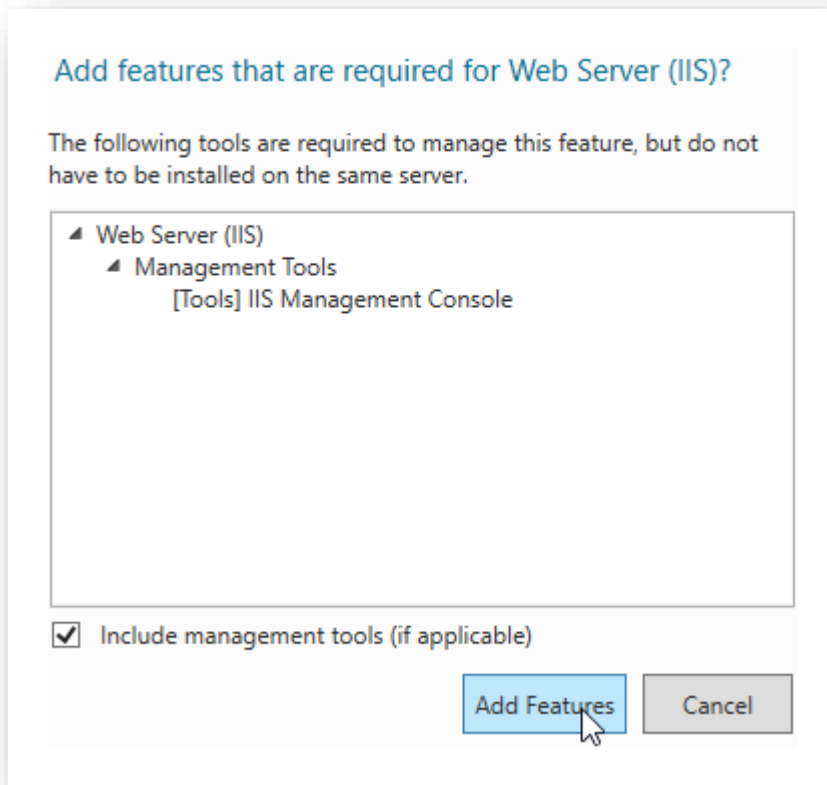 Add features that are required for Web Server (IIS)?
The following tools are required to manage this feature, but do not
have to be installed on the same server.
Web Server (IIS)
Management Tools
[Tools] IIS Management Console
Include management tools (if applicable)
Add Features
Cancel